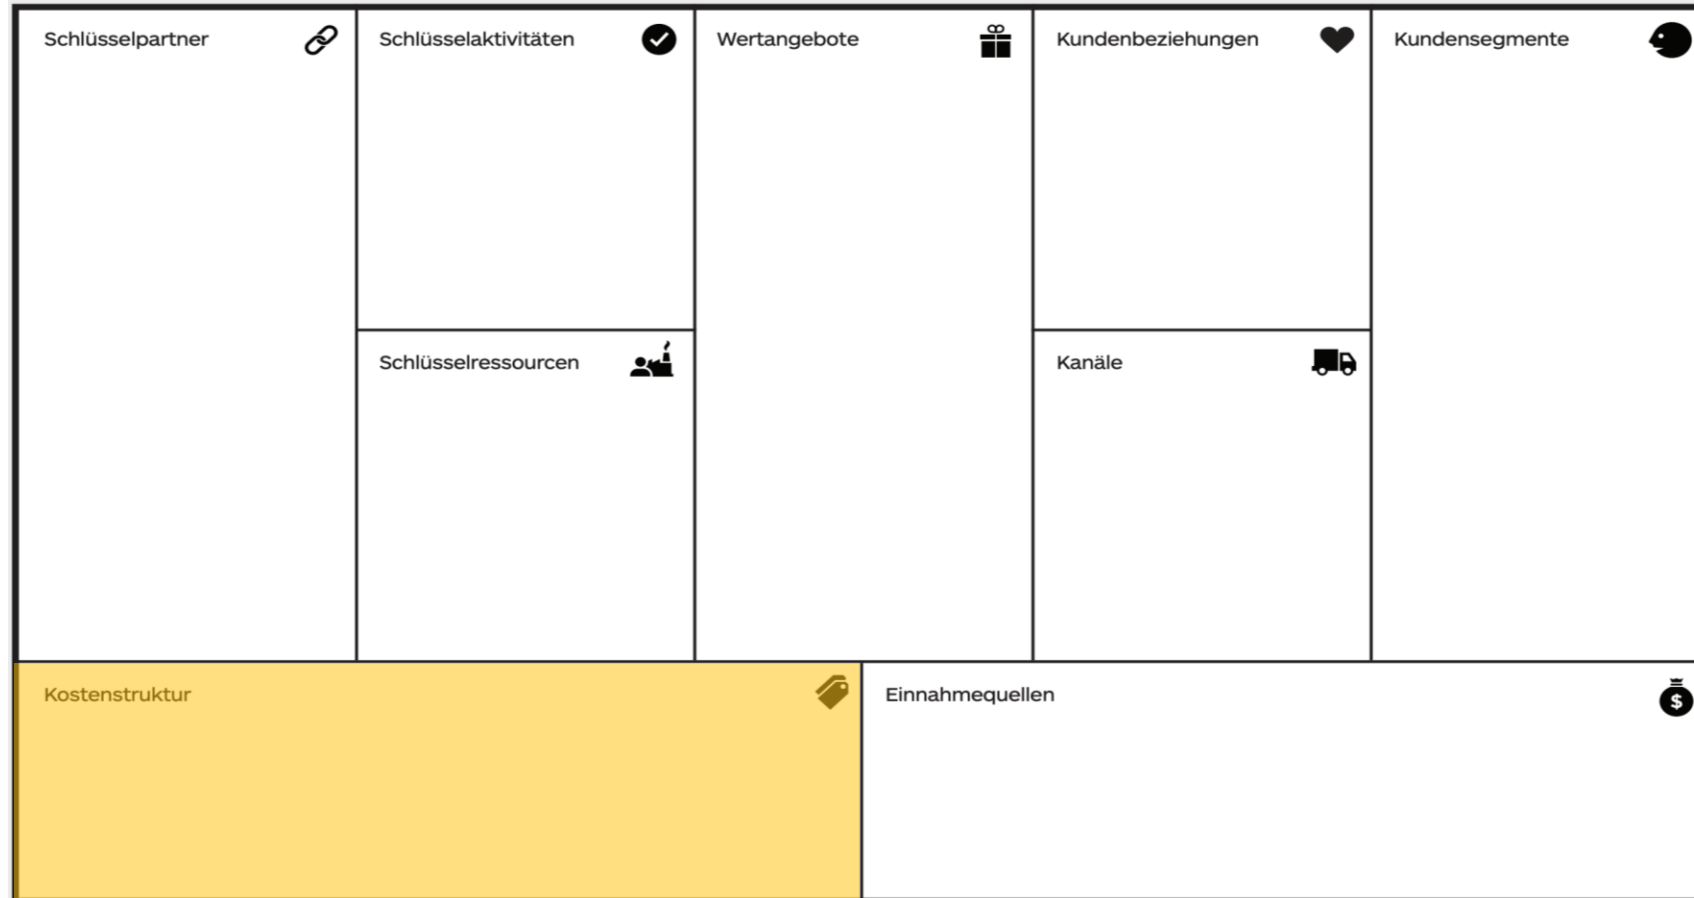 Schlüsselpartner
Schlüsselaktivitäten
Wertangebote
Kundenbeziehungen
Kundensegmente
Schlüsselressourcen
Kanäle
Kostenstruktur
Einnahmequellen
$